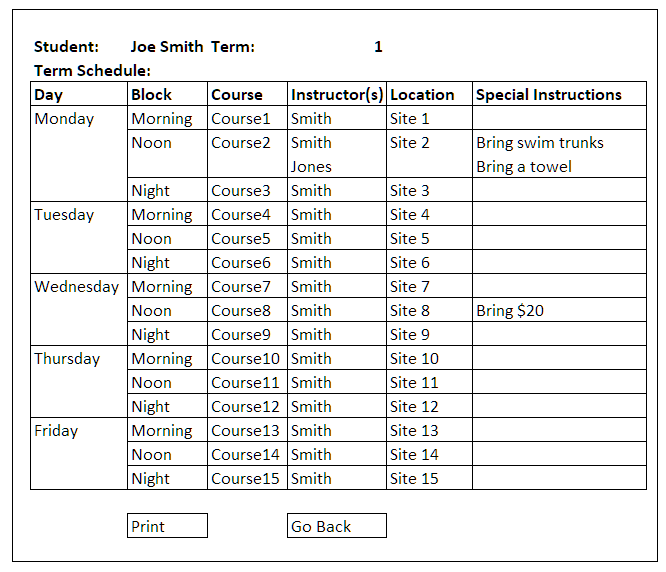 Student: Joe Smith Term: 1
Term Schedule:
Day Block Course Instructor(s) Location Special Instructions
Monday Morning Course1 Smith Site 1
Noon Course2 Smith Site 2 Bring swim trunks
Jones Bring a towel
Night Course3 Smith Site 3
Tuesday Morning Course4 Smith Site 4
Noon Course5 Smith Site 5
Night Course6 Smith Site 6
Wednesday Morning Course7 Smith Site 7
Noon Course8 Smith Site 8 Bring $20
Night Course9 Smith Site 9
Thursday Morning Course10 Smith Site 10
Noon Course11 Smith Site 11
Night Course12 Smith Site 12
Friday Morning Course13 Smith Site 13
Noon Course14 Smith Site 14
Night Course15 Smith Site 15
Print Go Back